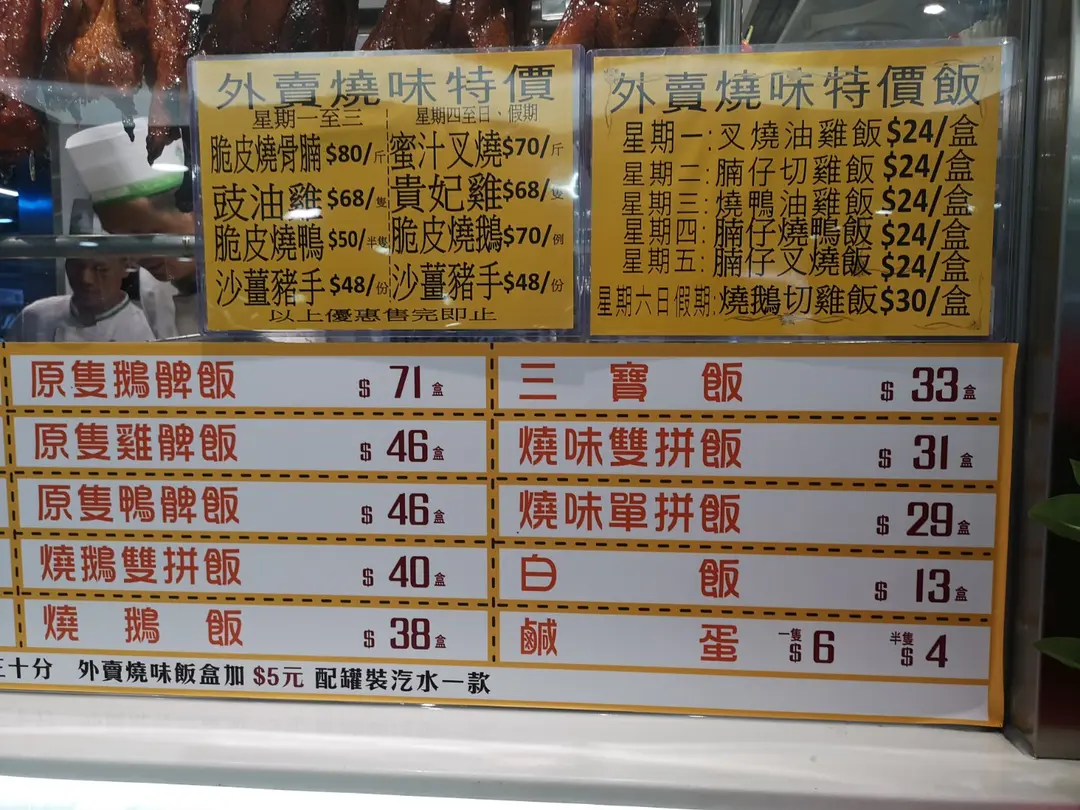 外賣燒味特價
星期一至三
脆皮燒骨腩$80/斤
豉油雞$68/隻
脆皮燒鴨$50/半隻
沙薑豬手$48/份
星期四至日、假期
蜜汁叉燒$70/斤
貴妃雞$68/隻
脆皮燒鵝$70/例
沙薑豬手$48/份
以上優惠售完即止
外賣燒味特價飯
星期一:叉燒油雞飯$24/盒
星期二:腩仔切雞飯$24/盒
星期三:燒鴨油雞飯$24/盒
星期四:腩仔燒鴨飯$24/盒
星期五:腩仔叉燒飯$24/盒
星期六日假期:燒鵝切雞飯$30/盒
原隻鵝髀飯 $71盒
原隻雞髀飯 $46盒
原隻鴨髀飯 $46盒
燒鵝雙拼飯 $40盒
燒鵝飯 $38盒
三寶飯 $33盒
燒味雙拼飯 $31盒
燒味單拼飯 $29盒
白飯 $13盒
鹹蛋 一隻$6 半隻$4
三十分 外賣燒味飯盒加 $5元 配罐裝汽水一款